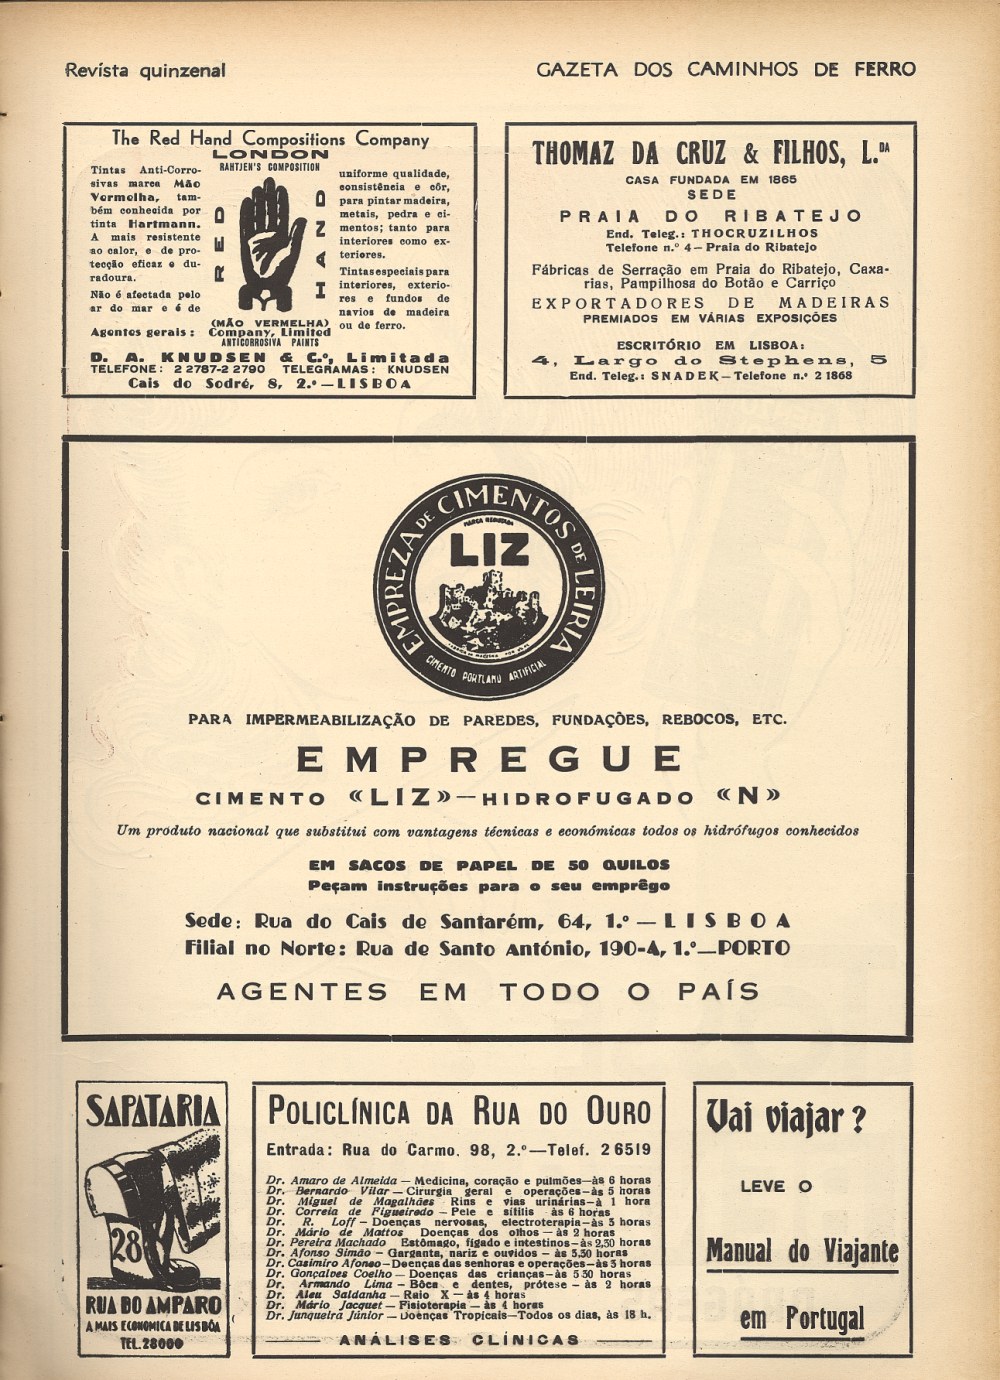 Revista quinzenal
GAZETA DOS CAMINHOS DE FERRO
The Red Hand Compositions Company
LONDON
Tintas Anti-Corro-
sivas marca Mão
Vermelha, tam-
bém conhecida por
tinta Hartmann.
A mais resistente
ao calor, e de pro-
tecção eficaz e du-
radoura.
Não é afectada pelo
ar do mar e é de
RAHTJEN'S COMPOSITION
RED
HAND
(MÃO VERMELHA)
Company, Limited
ANTICORROSIVA PAINTS
uniforme qualidade,
consistência e côr,
para pintar madeira,
metais, pedra e ci-
mentos; tanto para
interiores como ex-
teriores.
Tintas especiais para
interiores, exterio-
res e fundos de
navios de madeira
ou de ferro.
Agentes gerais:
D. A. KNUDSEN & C.º, Limitada
TELEFONE: 2 2787-2 2790 TELEGRAMAS: KNUDSEN
Cais do Sodré, 8, 2.º — LISBOA
THOMAZ DA CRUZ & FILHOS, L.DA
CASA FUNDADA EM 1865
SEDE
PRAIA DO RIBATEJO
End. Teleg.: THOCRUZILHOS
Telefone n.º 4 — Praia do Ribatejo
Fábricas de Serração em Praia do Ribatejo, Caxa-
rias, Pampilhosa do Botão e Carriço
EXPORTADORES DE MADEIRAS
PREMIADOS EM VÁRIAS EXPOSIÇÕES
ESCRITÓRIO EM LISBOA:
4, Largo do Stephens, 5
End. Teleg.: SNADEK — Telefone n.º 2 1868
EMPREZA DE CIMENTOS DE LEIRIA
MARCA REGISTADA
LIZ
CIMENTO PORTLAND ARTIFICIAL
PARA IMPERMEABILIZAÇÃO DE PAREDES, FUNDAÇÕES, REBOCOS, ETC.
EMPREGUE
CIMENTO «LIZ» — HIDROFUGADO «N»
Um produto nacional que substitui com vantagens técnicas e económicas todos os hidrófugos conhecidos
EM SACOS DE PAPEL DE 50 QUILOS
Peçam instruções para o seu emprêgo
Sede: Rua do Cais de Santarém, 64, 1.º — LISBOA
Filial no Norte: Rua de Santo António, 190-A, 1.º — PORTO
AGENTES EM TODO O PAÍS
SAPATARIA
28
RUA DO AMPARO
A MAIS ECONOMICA DE LISBÔA
TEL. 28000
POLICLÍNICA DA RUA DO OURO
Entrada: Rua do Carmo. 98, 2.º — Telef. 2 6519
Dr. Amaro de Almeida — Medicina, coração e pulmões — às 6 horas
Dr. Bernardo Vilar — Cirurgia geral e operações — às 5 horas
Dr. Miguel de Magalhães Rins e vias urinárias — à 1 hora
Dr. Correia de Figueiredo — Pele e sífilis às 6 horas
Dr. R. Loff — Doenças nervosas, electroterapia — às 3 horas
Dr. Mário de Mattos Doenças dos olhos — às 2 horas
Dr. Pereira Machado Estômago, fígado e intestinos — às 2,30 horas
Dr. Afonso Simão — Garganta, nariz e ouvidos — às 5,30 horas
Dr. Casimiro Afonso — Doenças das senhoras e operações — às 3 horas
Dr. Gonçalves Coelho — Doenças das crianças — às 5 30 horas
Dr. Armando Lima — Bôca e dentes, prótese — às 2 horas
Dr. Aleu Saldanha — Raio X — às 4 horas
Dr. Mário Jacquet — Fisioterapia — às 4 horas
Dr. Junqueira Júnior — Doenças Tropicais — Todos os dias, às 18 h.
ANÁLISES CLÍNICAS
Vai viajar?
LEVE O
Manual do Viajante
em Portugal